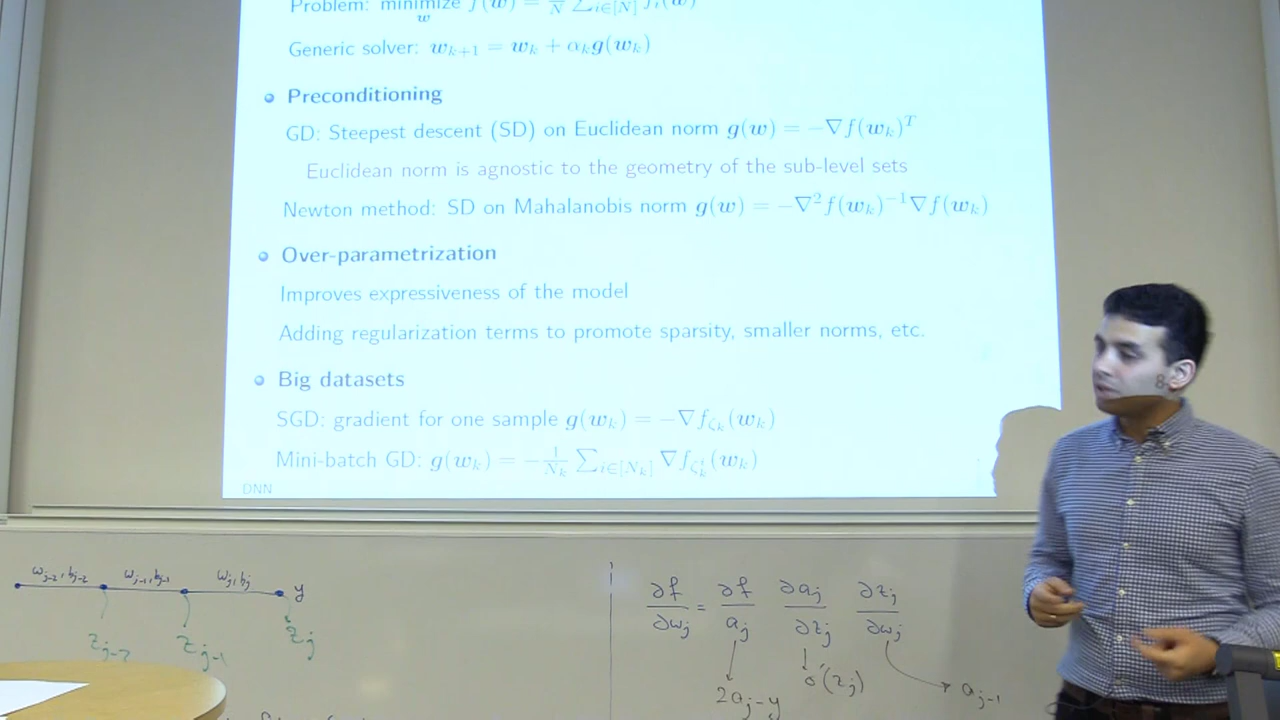 Problem: minimize f(w) = 1/N ∑_{i∈[N]} f_i(w)
w
Generic solver: w_{k+1} = w_k + α_k g(w_k)
Preconditioning
GD: Steepest descent (SD) on Euclidean norm g(w) = −∇f(w_k)^T
Euclidean norm is agnostic to the geometry of the sub-level sets
Newton method: SD on Mahalanobis norm g(w) = −∇²f(w_k)^{−1}∇f(w_k)
Over-parametrization
Improves expressiveness of the model
Adding regularization terms to promote sparsity, smaller norms, etc.
Big datasets
SGD: gradient for one sample g(w_k) = −∇f_{ζ_k}(w_k)
Mini-batch GD: g(w_k) = −1/N_k ∑_{i∈[N_k]} ∇f_{ζ_k^i}(w_k)
DNN
8
w_{j-2}, b_{j-2} w_{j-1}, b_{j-1} w_j, b_j y
z_{j-2} z_{j-1} z_j
∂f/∂w_j = ∂f/a_j ∂a_j/∂z_j ∂z_j/∂w_j
2a_j-y σ'(z_j) a_{j-1}